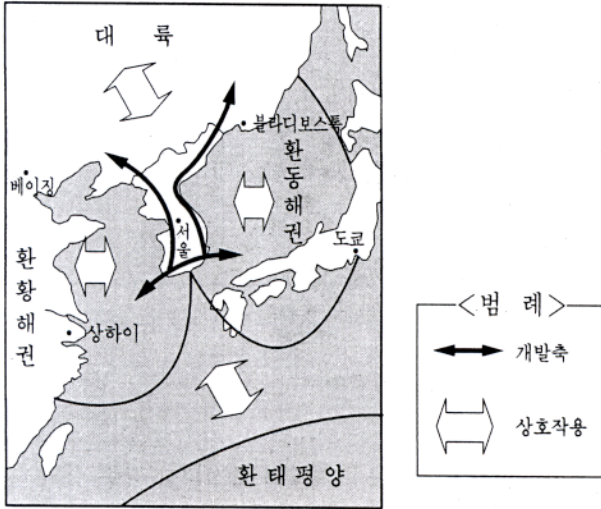 대 륙
블라디보스톡
환동해권
베이징
서울
도쿄
환황해권
상하이
환태평양
<범 례>
개발축
상호작용